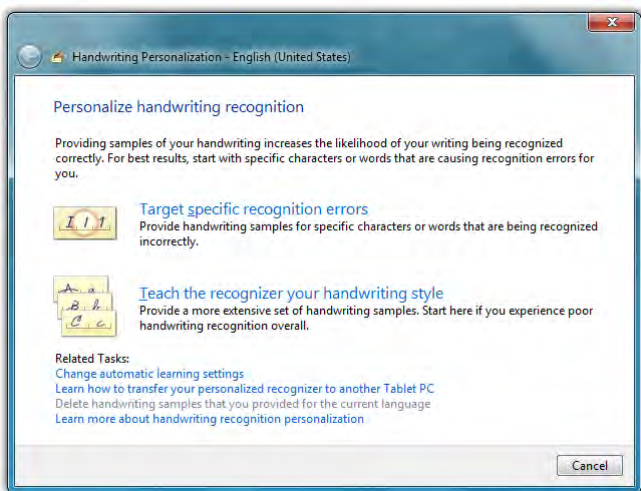 Handwriting Personalization - English (United States)
Personalize handwriting recognition
Providing samples of your handwriting increases the likelihood of your writing being recognized
correctly. For best results, start with specific characters or words that are causing recognition errors for
you.
I 1 t
Target specific recognition errors
Provide handwriting samples for specific characters or words that are being recognized
incorrectly.
A a
B b
C c
Teach the recognizer your handwriting style
Provide a more extensive set of handwriting samples. Start here if you experience poor
handwriting recognition overall.
Related Tasks:
Change automatic learning settings
Learn how to transfer your personalized recognizer to another Tablet PC
Delete handwriting samples that you provided for the current language
Learn more about handwriting recognition personalization
Cancel